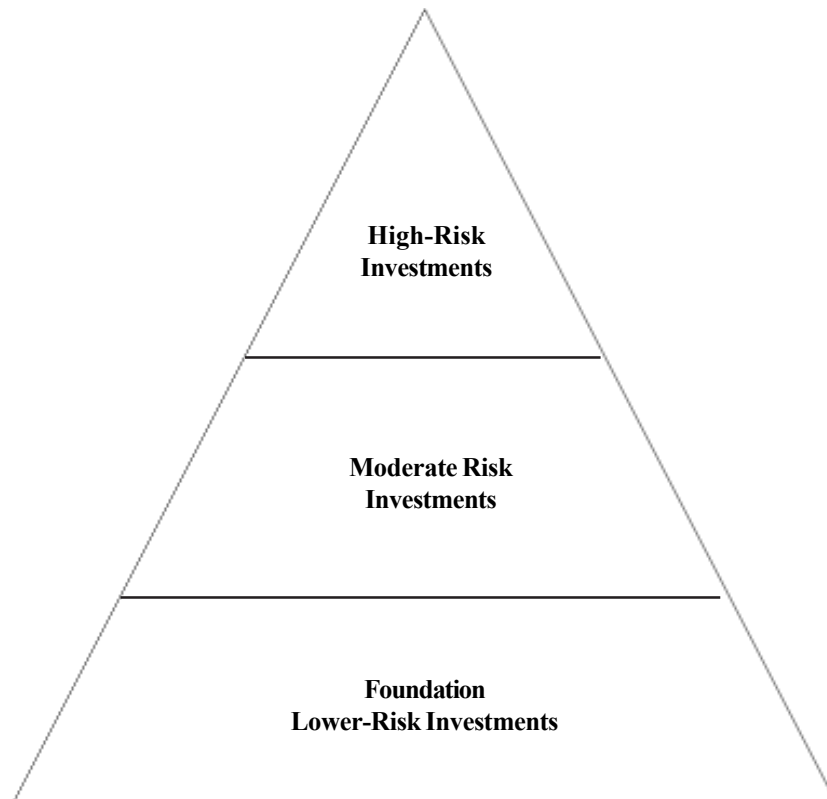 High-Risk
Investments
Moderate Risk
Investments
Foundation
Lower-Risk Investments